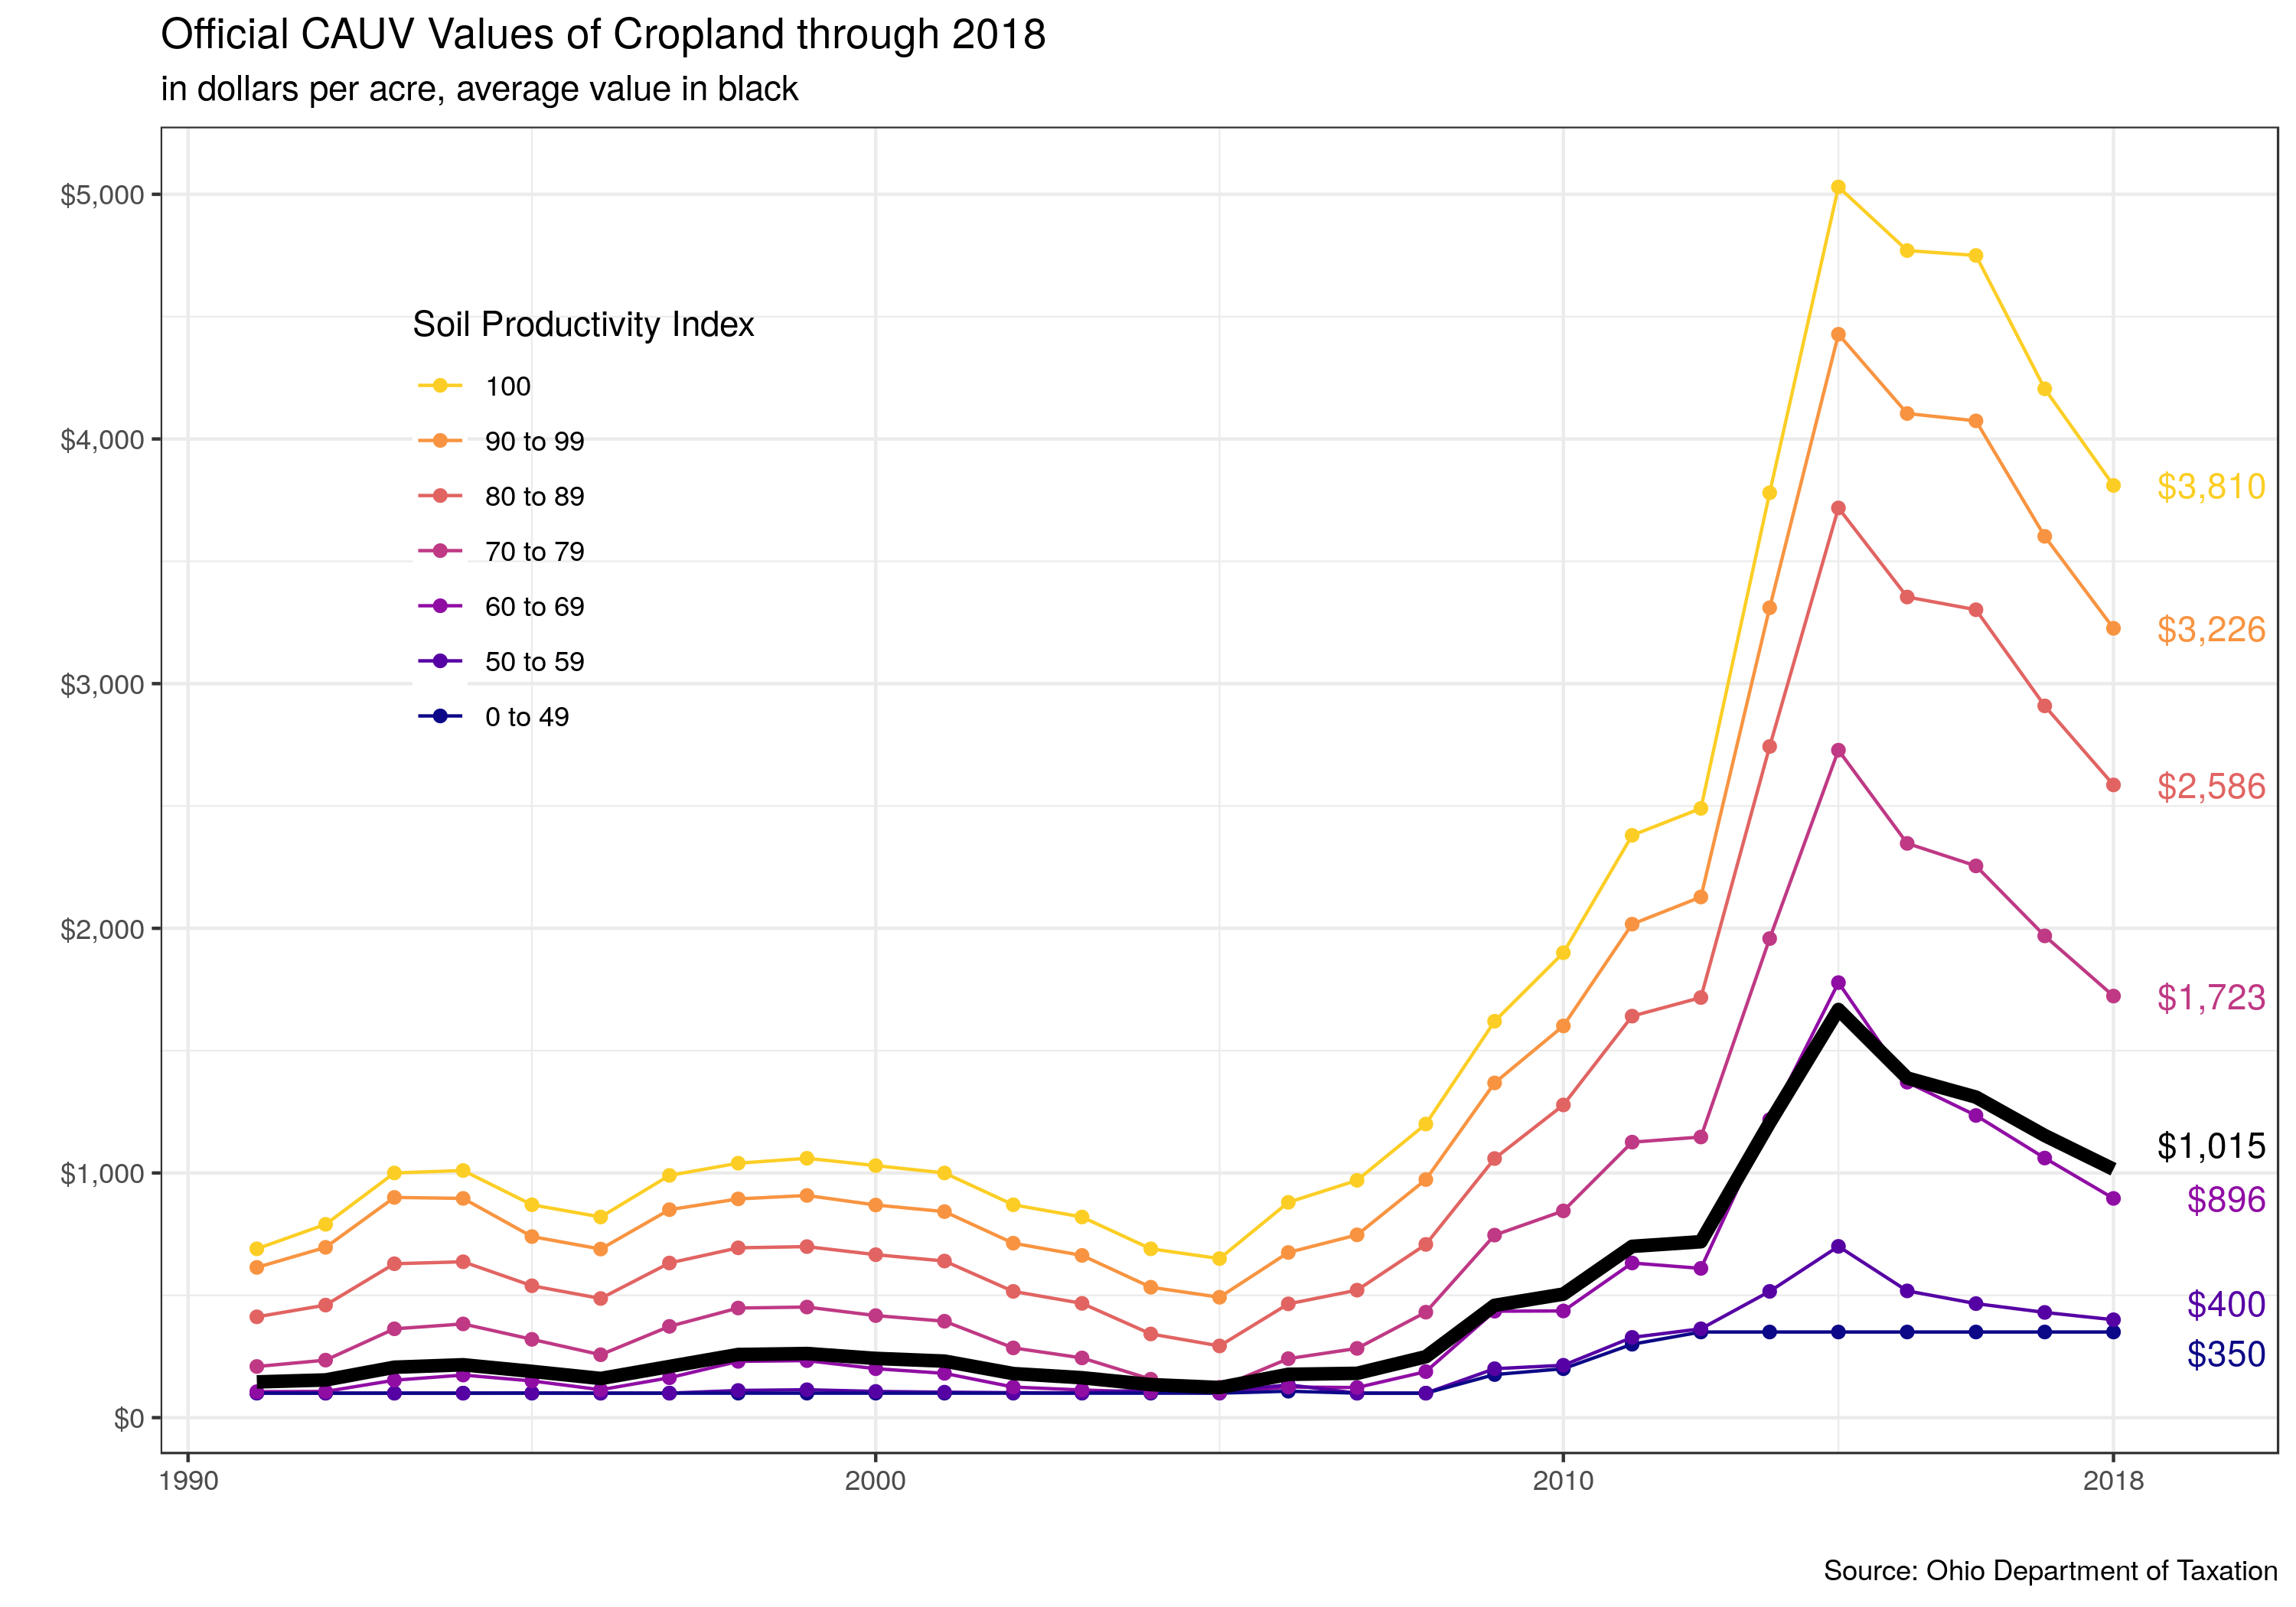 Official CAUV Values of Cropland through 2018
in dollars per acre, average value in black
$5,000
$4,000
$3,000
$2,000
$1,000
$0
Soil Productivity Index
100
90 to 99
80 to 89
70 to 79
60 to 69
50 to 59
0 to 49
$3,810
$3,226
$2,586
$1,723
$1,015
$896
$400
$350
1990
2000
2010
2018
Source: Ohio Department of Taxation